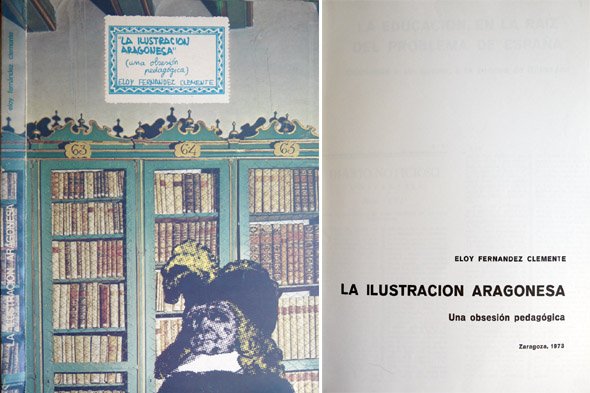 eloy fernández clemente
LA ILUSTRACION ARAGONESA
"LA ILUSTRACION
ARAGONESA"
(una obsesión
pedagógica)
ELOY FERNANDEZ CLEMENTE
63
64
65
LA EDUCACION, EN LA RAIZ
DEL PROBLEMA DE ESPAÑA
ELOY FERNANDEZ CLEMENTE
LA ILUSTRACION ARAGONESA
Una obsesión pedagógica
Zaragoza, 1973